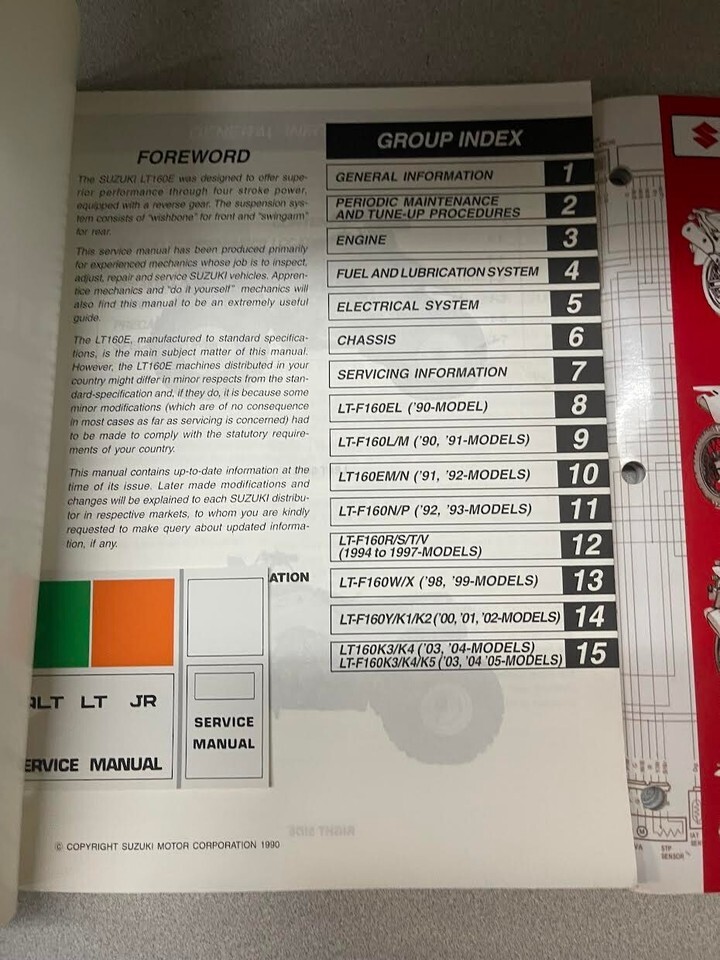 FOREWORD
The SUZUKI LT160E was designed to offer supe-
rior performance through four stroke power,
equipped with a reverse gear. The suspension sys-
tem consists of "wishbone" for front and "swingarm"
for rear.
This service manual has been produced primarily
for experienced mechanics whose job is to inspect,
adjust, repair and service SUZUKI vehicles. Appren-
tice mechanics and "do it yourself" mechanics will
also find this manual to be an extremely useful
guide.
The LT160E, manufactured to standard specifica-
tions, is the main subject matter of this manual.
However, the LT160E machines distributed in your
country might differ in minor respects from the stan-
dard-specification and, if they do, it is because some
minor modifications (which are of no consequence
in most cases as far as servicing is concerned) had
to be made to comply with the statutory require-
ments of your country.
This manual contains up-to-date information at the
time of its issue. Later made modifications and
changes will be explained to each SUZUKI distribu-
tor in respective markets, to whom you are kindly
requested to make query about updated informa-
tion, if any.
ATION
ALT LT JR
ERVICE MANUAL
SERVICE
MANUAL
© COPYRIGHT SUZUKI MOTOR CORPORATION 1990
GROUP INDEX
GENERAL INFORMATION 1
PERIODIC MAINTENANCE
AND TUNE-UP PROCEDURES 2
ENGINE 3
FUEL AND LUBRICATION SYSTEM 4
ELECTRICAL SYSTEM 5
CHASSIS 6
SERVICING INFORMATION 7
LT-F160EL ('90-MODEL) 8
LT-F160L/M ('90, '91-MODELS) 9
LT160EM/N ('91, '92-MODELS) 10
LT-F160N/P ('92, '93-MODELS) 11
LT-F160R/S/T/V
(1994 to 1997-MODELS) 12
LT-F160W/X ('98, '99-MODELS) 13
LT-F160Y/K1/K2 ('00, '01, '02-MODELS) 14
LT160K3/K4 ('03, '04-MODELS)
LT-F160K3/K4/K5 ('03, '04 '05-MODELS) 15
RIGHT SIDE
STP
SENSOR
IAT